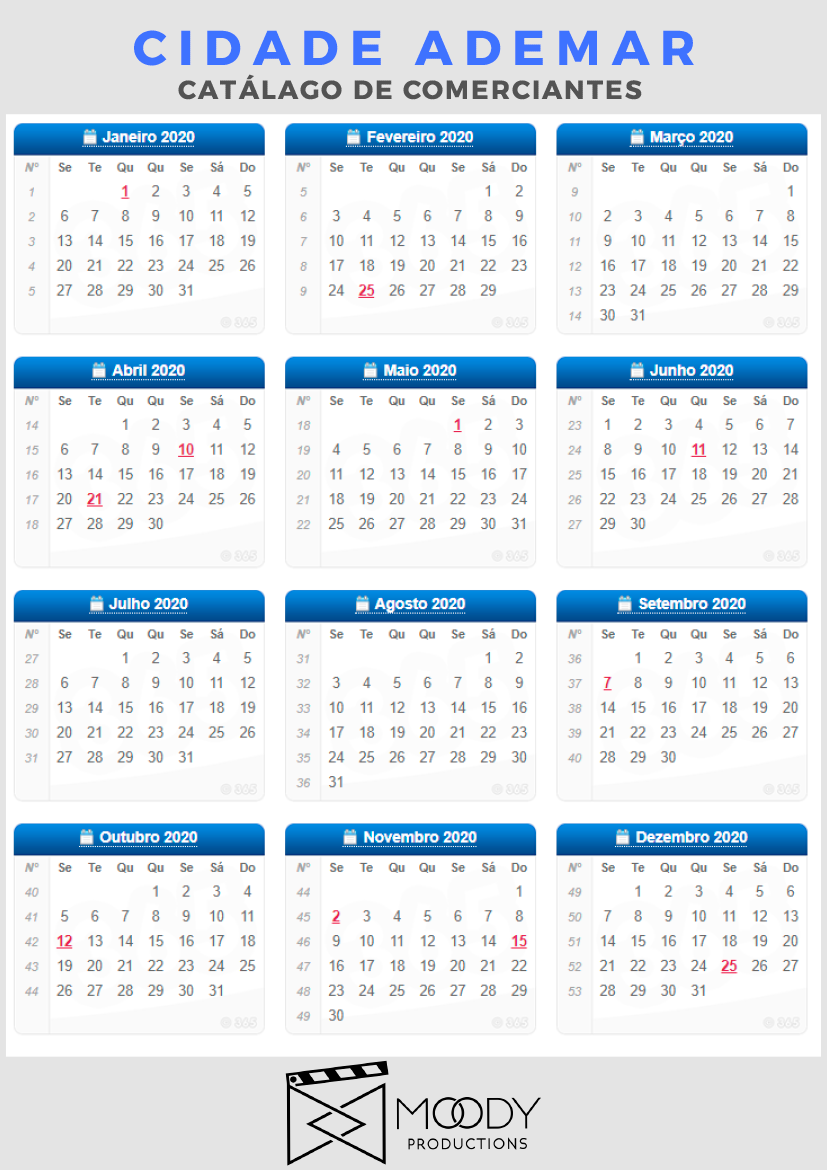 CIDADE ADEMAR
CATÁLAGO DE COMERCIANTES
Janeiro 2020
Nº Se Te Qu Qu Se Sá Do
1 1 2 3 4 5
2 6 7 8 9 10 11 12
3 13 14 15 16 17 18 19
4 20 21 22 23 24 25 26
5 27 28 29 30 31
© 365
Fevereiro 2020
Nº Se Te Qu Qu Se Sá Do
5 1 2
6 3 4 5 6 7 8 9
7 10 11 12 13 14 15 16
8 17 18 19 20 21 22 23
9 24 25 26 27 28 29
© 365
Março 2020
Nº Se Te Qu Qu Se Sá Do
9 1
10 2 3 4 5 6 7 8
11 9 10 11 12 13 14 15
12 16 17 18 19 20 21 22
13 23 24 25 26 27 28 29
14 30 31
© 365
Abril 2020
Nº Se Te Qu Qu Se Sá Do
14 1 2 3 4 5
15 6 7 8 9 10 11 12
16 13 14 15 16 17 18 19
17 20 21 22 23 24 25 26
18 27 28 29 30
© 365
Maio 2020
Nº Se Te Qu Qu Se Sá Do
18 1 2 3
19 4 5 6 7 8 9 10
20 11 12 13 14 15 16 17
21 18 19 20 21 22 23 24
22 25 26 27 28 29 30 31
© 365
Junho 2020
Nº Se Te Qu Qu Se Sá Do
23 1 2 3 4 5 6 7
24 8 9 10 11 12 13 14
25 15 16 17 18 19 20 21
26 22 23 24 25 26 27 28
27 29 30
© 365
Julho 2020
Nº Se Te Qu Qu Se Sá Do
27 1 2 3 4 5
28 6 7 8 9 10 11 12
29 13 14 15 16 17 18 19
30 20 21 22 23 24 25 26
31 27 28 29 30 31
© 365
Agosto 2020
Nº Se Te Qu Qu Se Sá Do
31 1 2
32 3 4 5 6 7 8 9
33 10 11 12 13 14 15 16
34 17 18 19 20 21 22 23
35 24 25 26 27 28 29 30
36 31
© 365
Setembro 2020
Nº Se Te Qu Qu Se Sá Do
36 1 2 3 4 5 6
37 7 8 9 10 11 12 13
38 14 15 16 17 18 19 20
39 21 22 23 24 25 26 27
40 28 29 30
© 365
Outubro 2020
Nº Se Te Qu Qu Se Sá Do
40 1 2 3 4
41 5 6 7 8 9 10 11
42 12 13 14 15 16 17 18
43 19 20 21 22 23 24 25
44 26 27 28 29 30 31
© 365
Novembro 2020
Nº Se Te Qu Qu Se Sá Do
44 1
45 2 3 4 5 6 7 8
46 9 10 11 12 13 14 15
47 16 17 18 19 20 21 22
48 23 24 25 26 27 28 29
49 30
© 365
Dezembro 2020
Nº Se Te Qu Qu Se Sá Do
49 1 2 3 4 5 6
50 7 8 9 10 11 12 13
51 14 15 16 17 18 19 20
52 21 22 23 24 25 26 27
53 28 29 30 31
© 365
MOODY
PRODUCTIONS